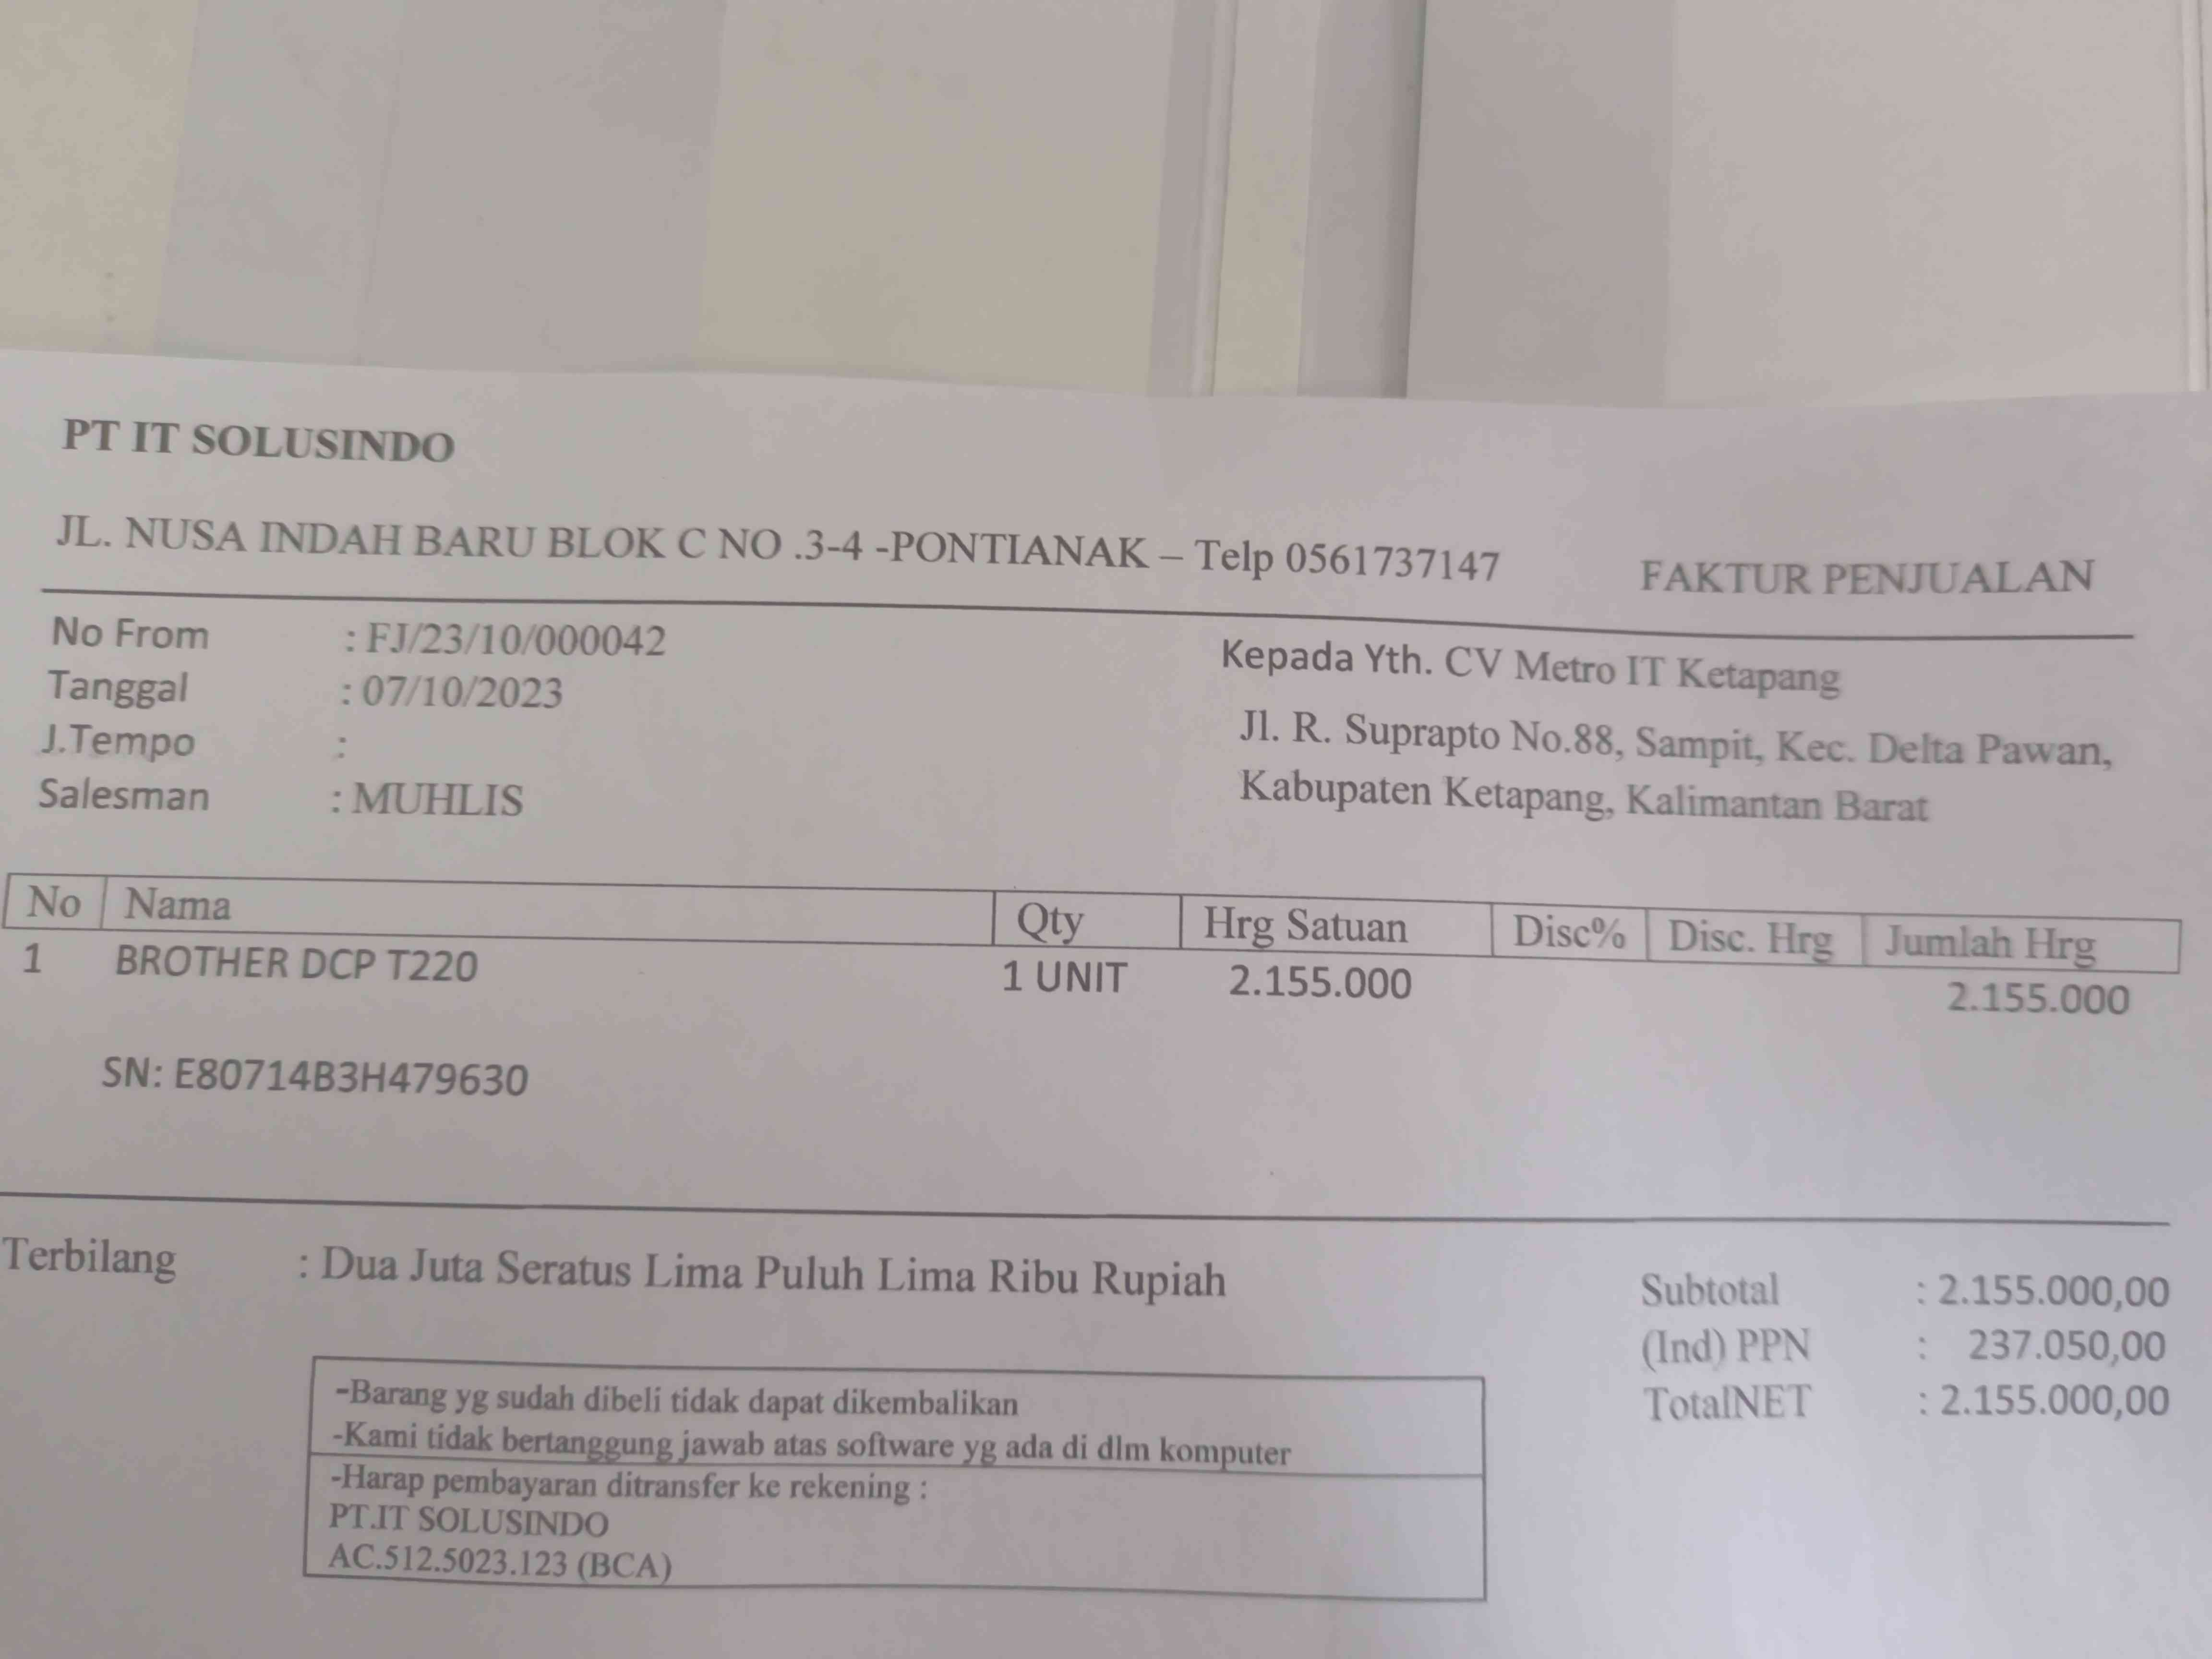 PT IT SOLUSINDO
JL. NUSA INDAH BARU BLOK C NO .3-4 -PONTIANAK – Telp 0561737147
FAKTUR PENJUALAN
No From : FJ/23/10/000042
Tanggal : 07/10/2023
J.Tempo :
Salesman : MUHLIS
Kepada Yth. CV Metro IT Ketapang
Jl. R. Suprapto No.88, Sampit, Kec. Delta Pawan,
Kabupaten Ketapang, Kalimantan Barat
No Nama Qty Hrg Satuan Disc% Disc. Hrg Jumlah Hrg
1 BROTHER DCP T220 1 UNIT 2.155.000 2.155.000
SN: E80714B3H479630
Terbilang : Dua Juta Seratus Lima Puluh Lima Ribu Rupiah
Subtotal : 2.155.000,00
(Ind) PPN : 237.050,00
TotalNET : 2.155.000,00
-Barang yg sudah dibeli tidak dapat dikembalikan
-Kami tidak bertanggung jawab atas software yg ada di dlm komputer
-Harap pembayaran ditransfer ke rekening :
PT.IT SOLUSINDO
AC.512.5023.123 (BCA)